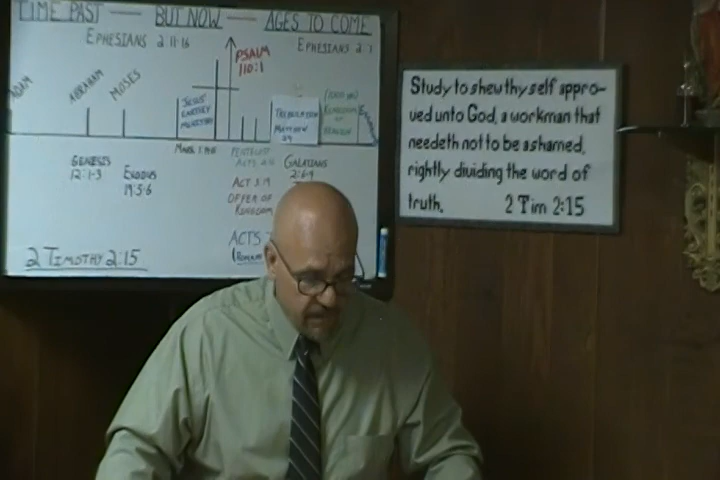 TIME PAST — BUT NOW — AGES TO COME
EPHESIANS 2 11-16
EPHESIANS 2:7
PSALM
110:1
ADAM
ABRAHAM
MOSES
JESUS
EARTHLY
MINISTRY
TRIBULATION
MATTHEW
24
KINGDOM
GENESIS
12:1-3
EXODUS
19:5-6
PENTECOST
ACTS
GALATIANS
2:6-9
ACT 3:19
OFFER OF
KINGDOM
ACTS
2 TIMOTHY 2:15
Study to shew thyself appro-
ved unto God, a workman that
needeth not to be ashamed,
rightly dividing the word of
truth. 2 Tim 2:15